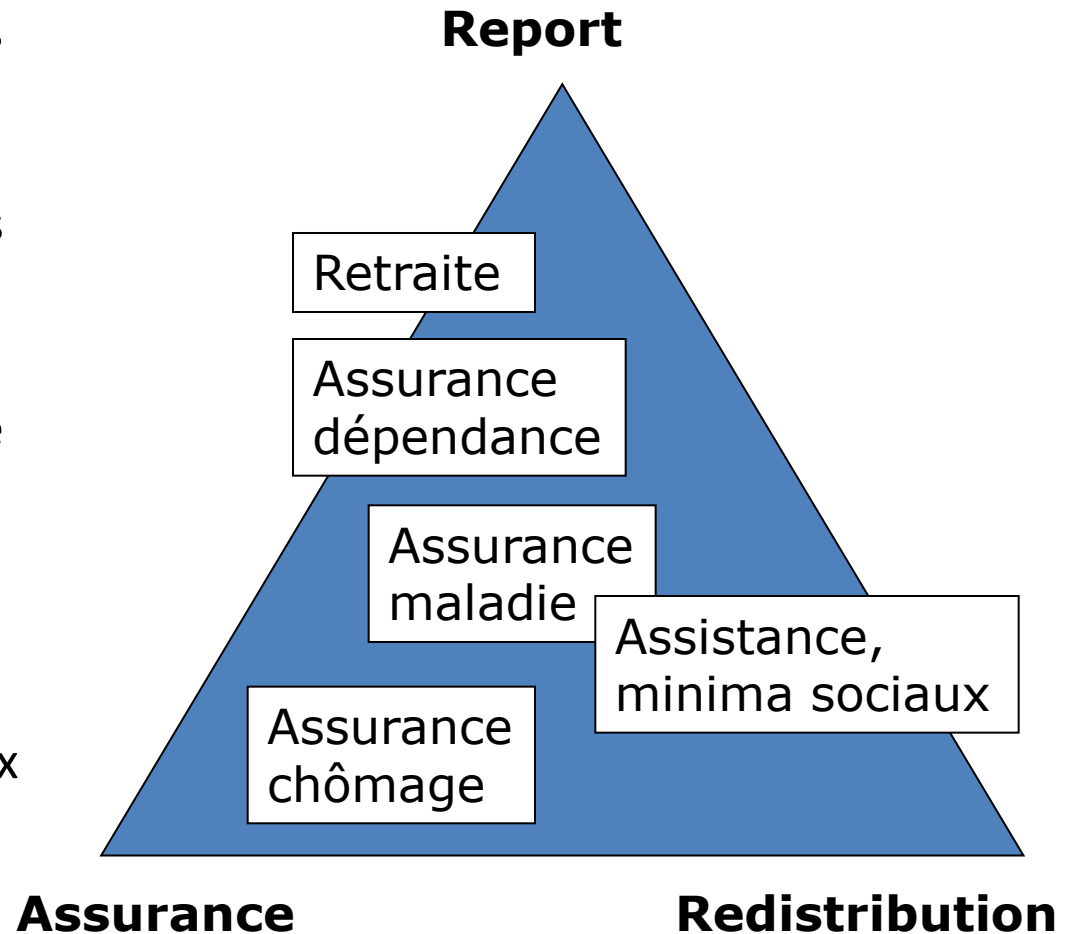 Report
Retraite
Assurance
dépendance
Assurance
maladie
Assistance,
minima sociaux
Assurance
chômage
Assurance
Redistribution